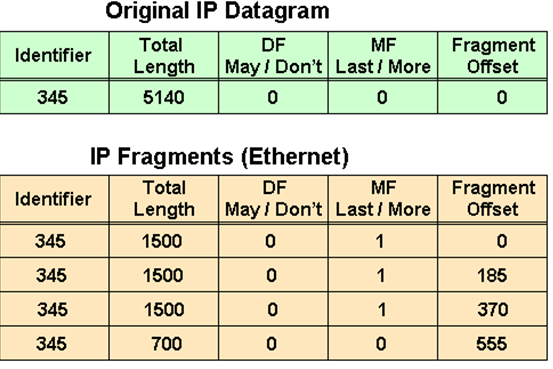 Original IP Datagram
Identifier Total Length DF May / Don't MF Last / More Fragment Offset
345 5140 0 0 0
IP Fragments (Ethernet)
Identifier Total Length DF May / Don't MF Last / More Fragment Offset
345 1500 0 1 0
345 1500 0 1 185
345 1500 0 1 370
345 700 0 0 555